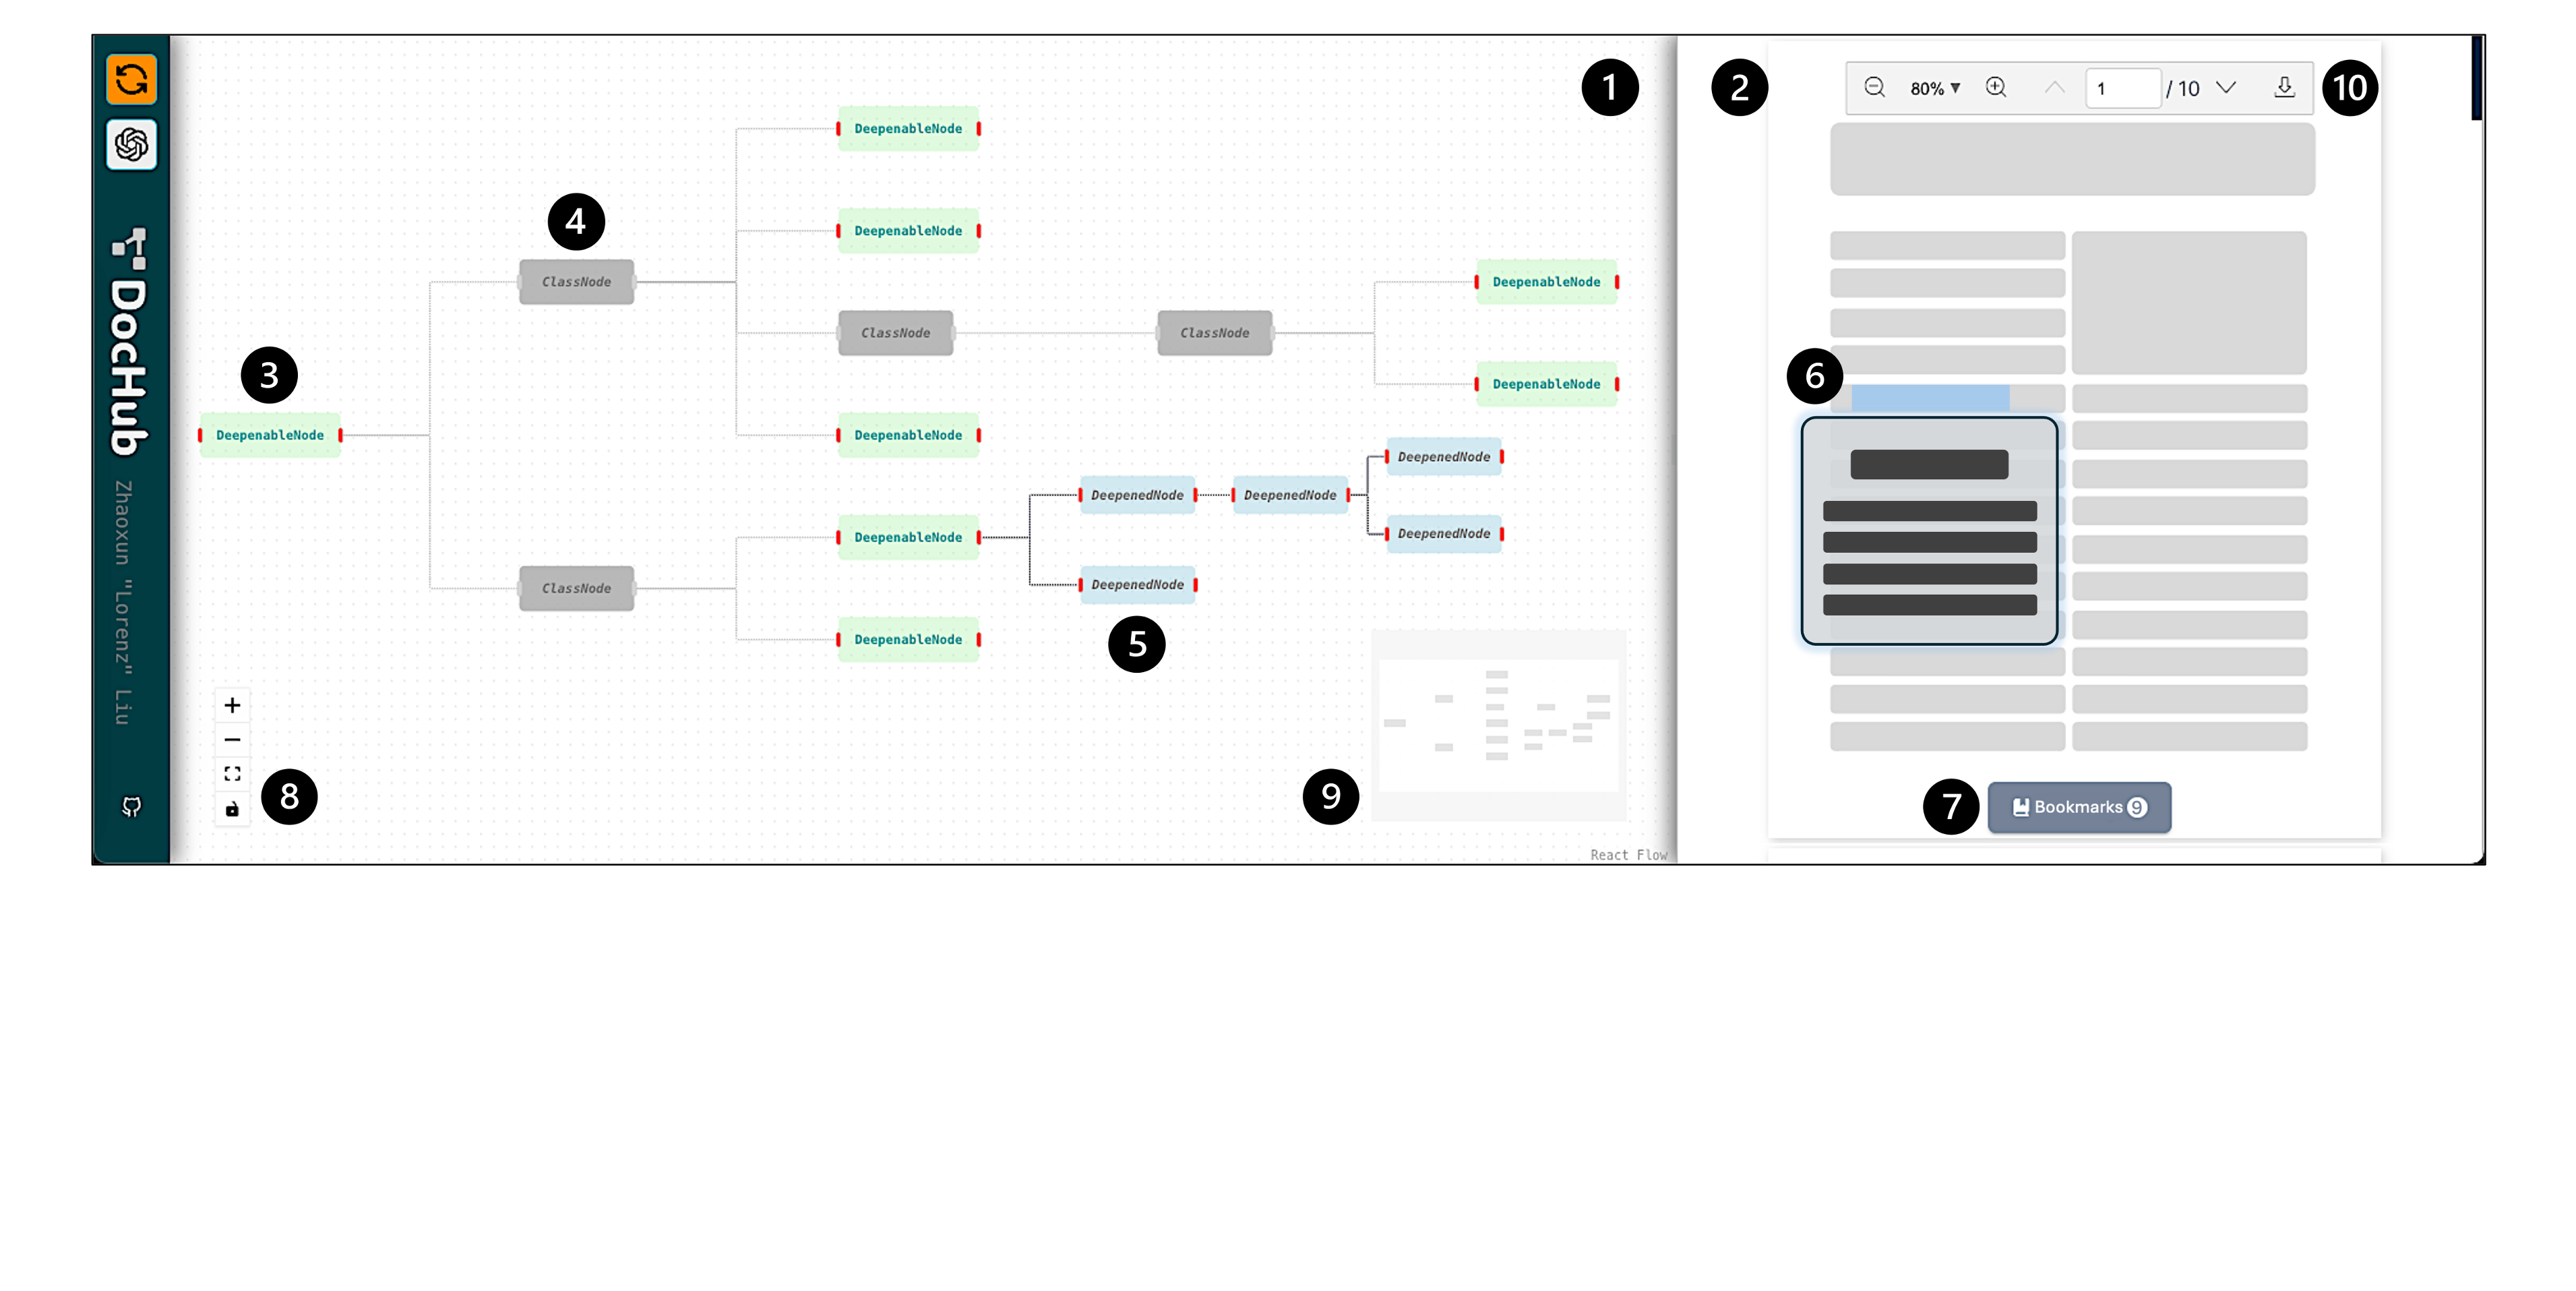 DocHub
Zhaoxun "Lorenz" Liu
1
2
80% ▼
1
/ 10
10
DeepenableNode
4
DeepenableNode
ClassNode
DeepenableNode
ClassNode
ClassNode
3
DeepenableNode
6
DeepenableNode
DeepenableNode
DeepenedNode
DeepenedNode
DeepenedNode
DeepenableNode
DeepenedNode
ClassNode
DeepenedNode
DeepenableNode
5
8
9
7
Bookmarks 9
React Flow